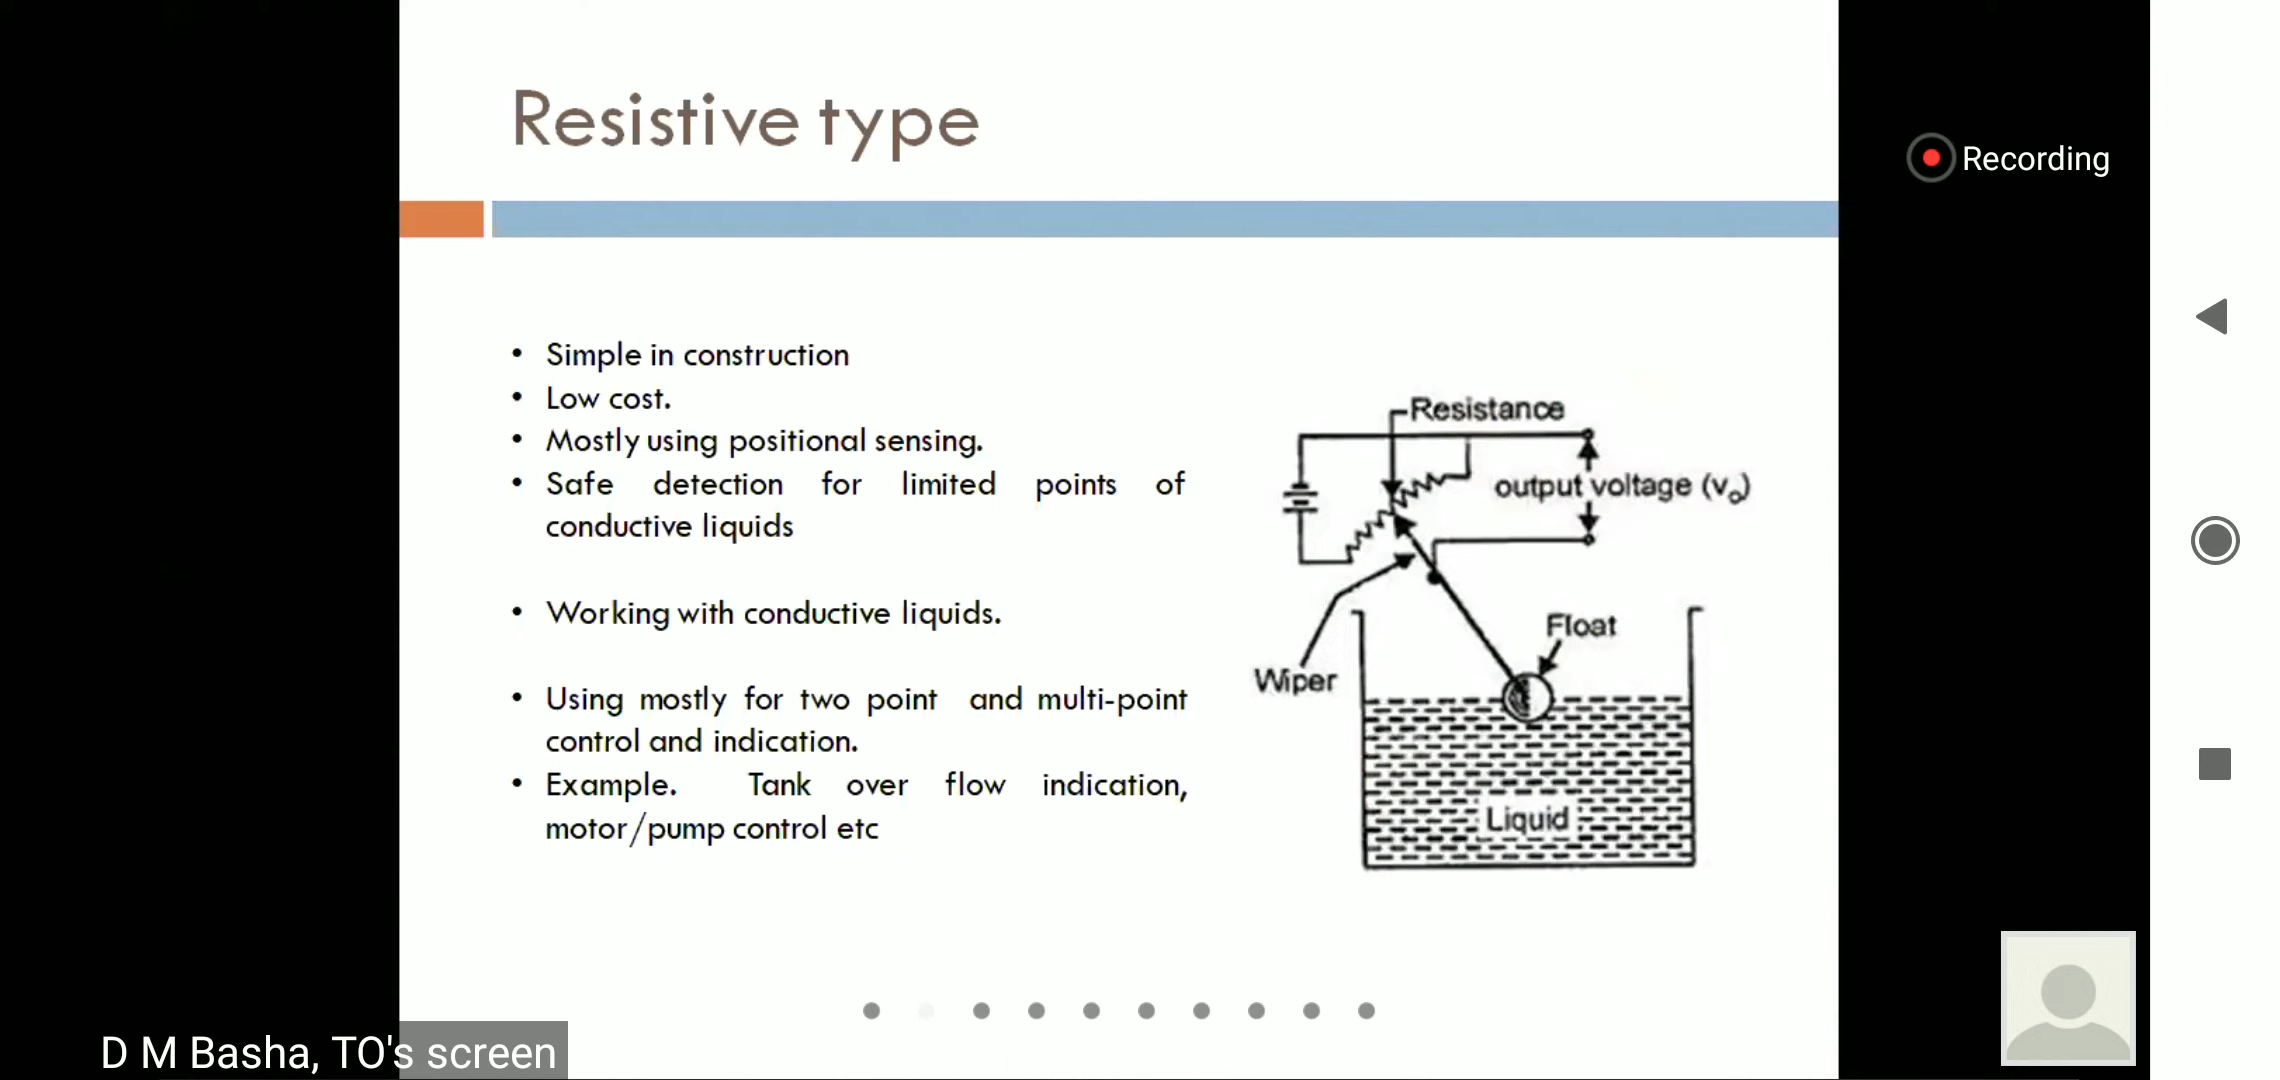 Resistive type
Recording
• Simple in construction
• Low cost.
• Mostly using positional sensing.
• Safe detection for limited points of
conductive liquids
• Working with conductive liquids.
• Using mostly for two point and multi-point
control and indication.
• Example. Tank over flow indication,
motor/pump control etc
Resistance
output voltage (vo)
Float
Wiper
Liquid
D M Basha, TO's screen